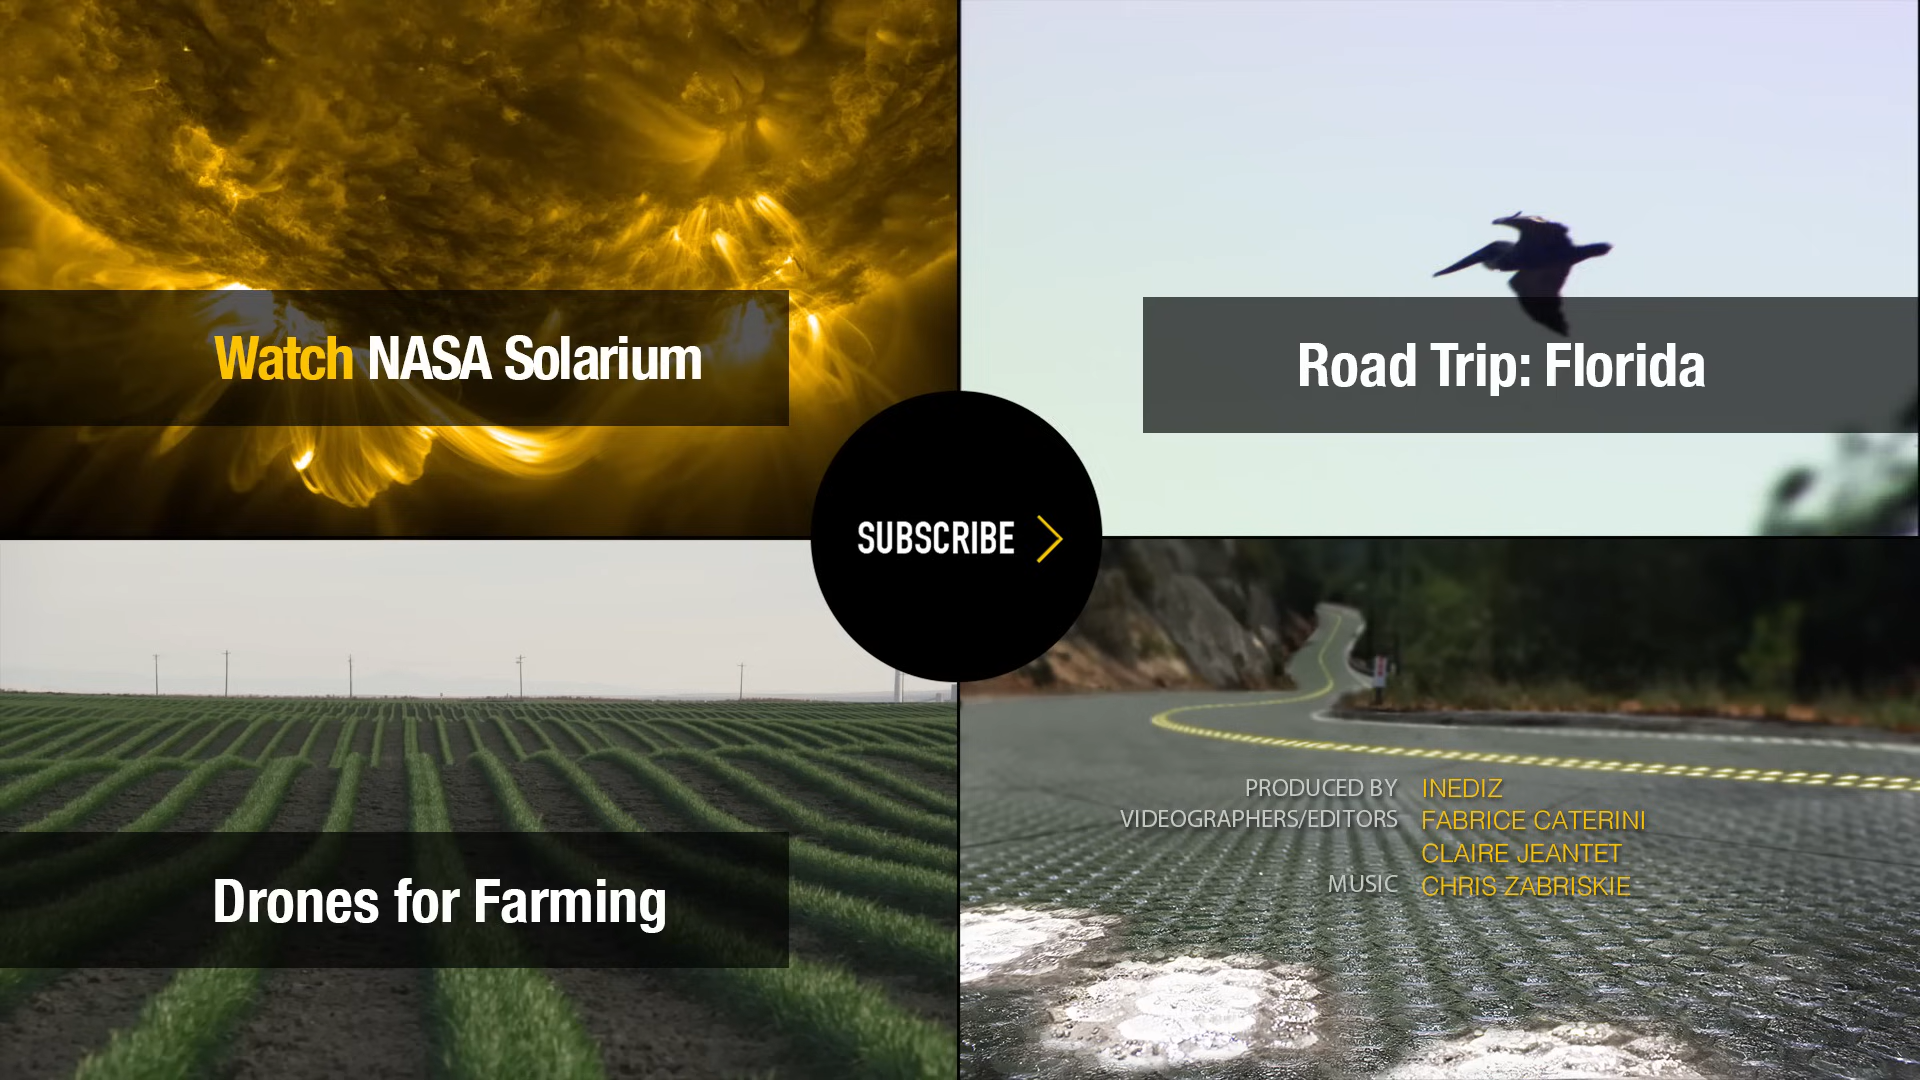 Watch NASA Solarium
Road Trip: Florida
SUBSCRIBE
Drones for Farming
PRODUCED BY INEDIZ
VIDEOGRAPHERS/EDITORS FABRICE CATERINI
CLAIRE JEANTET
MUSIC CHRIS ZABRISKIE